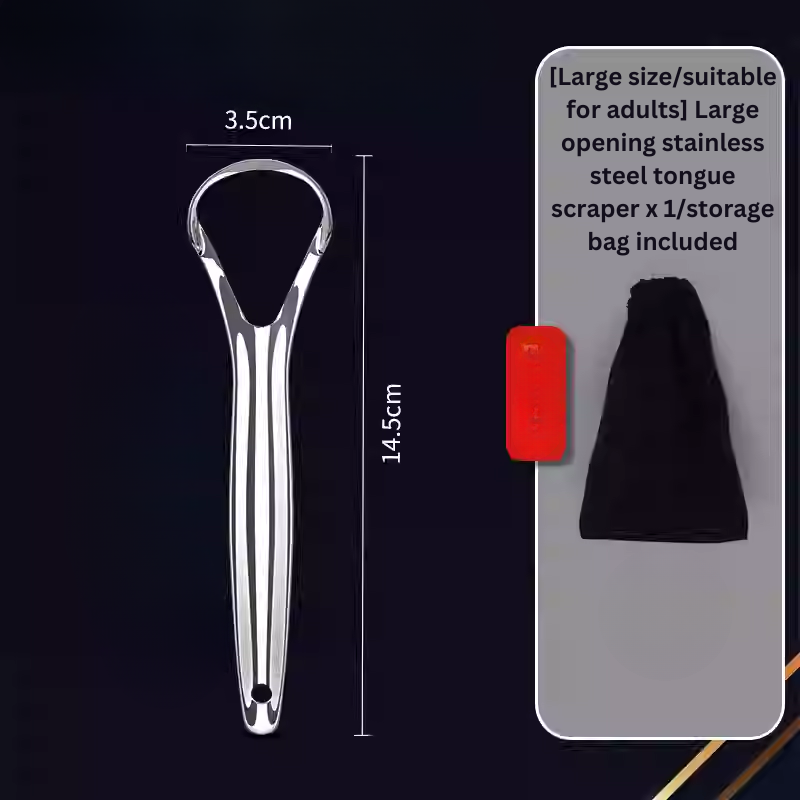 3.5cm
14.5cm
[Large size/suitable
for adults] Large
opening stainless
steel tongue
scraper x 1/storage
bag included